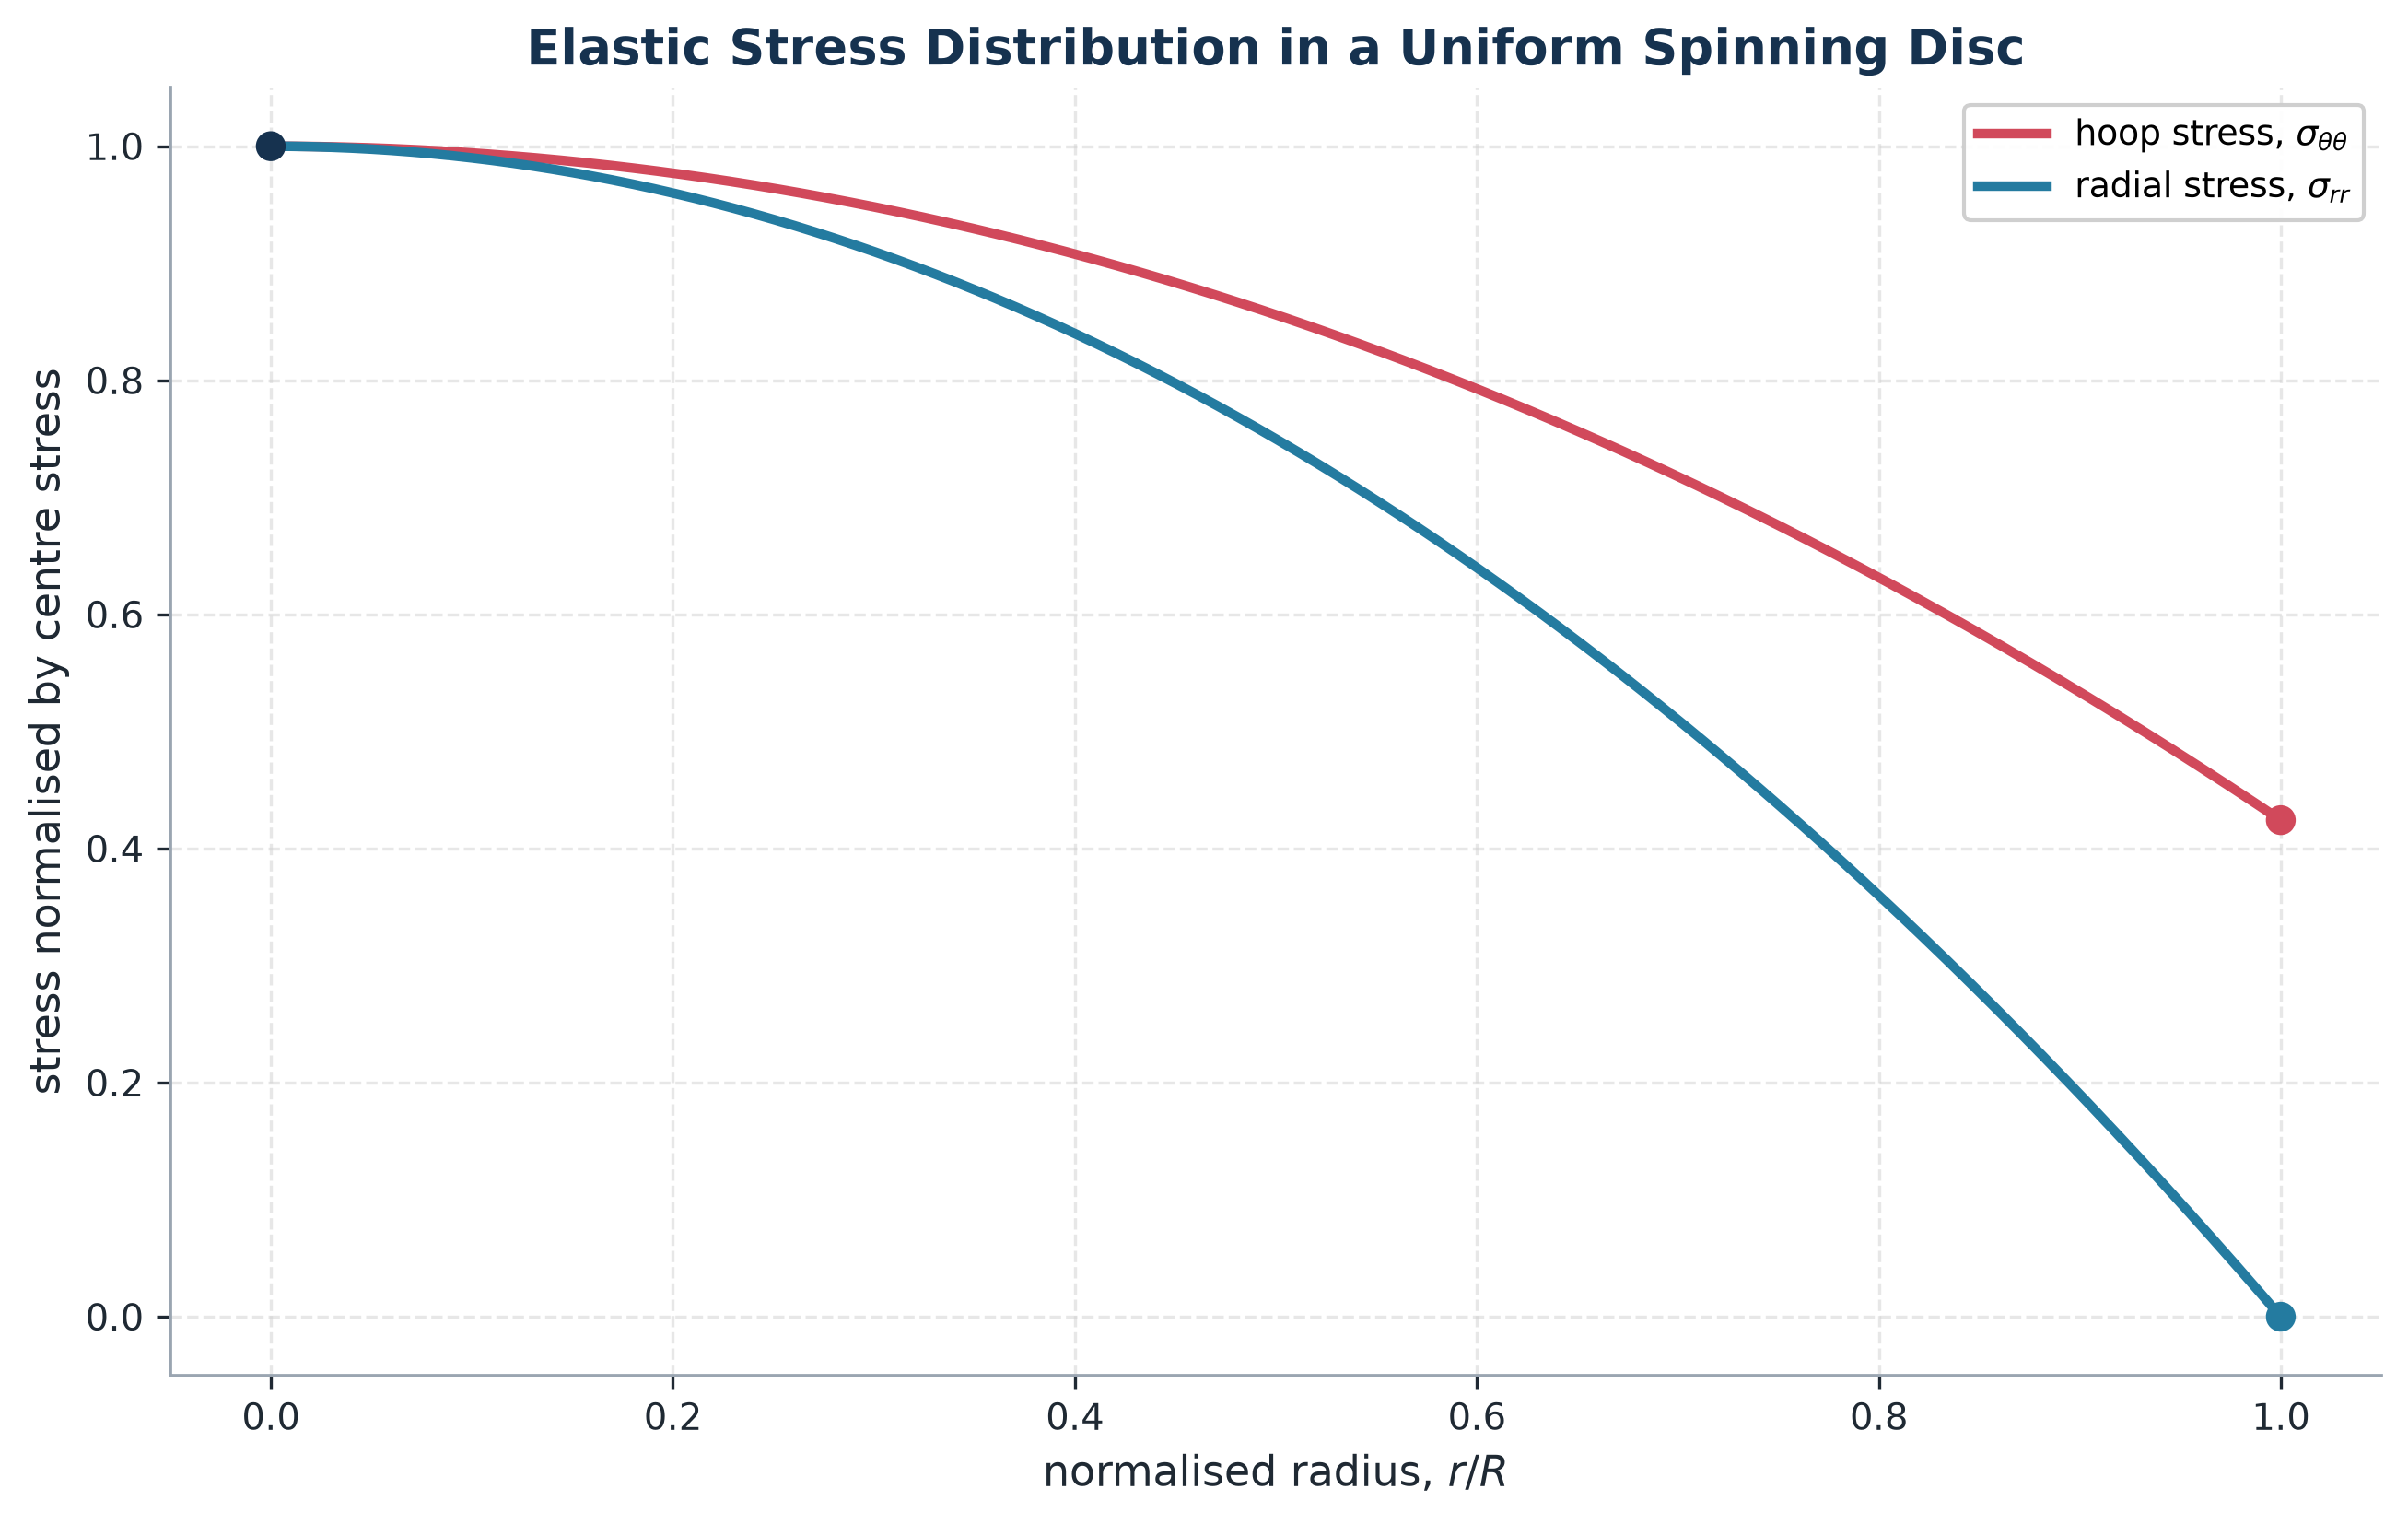 Elastic Stress Distribution in a Uniform Spinning Disc
hoop stress, σθθ
radial stress, σrr
stress normalised by centre stress
1.0
0.8
0.6
0.4
0.2
0.0
0.0 0.2 0.4 0.6 0.8 1.0
normalised radius, r/R